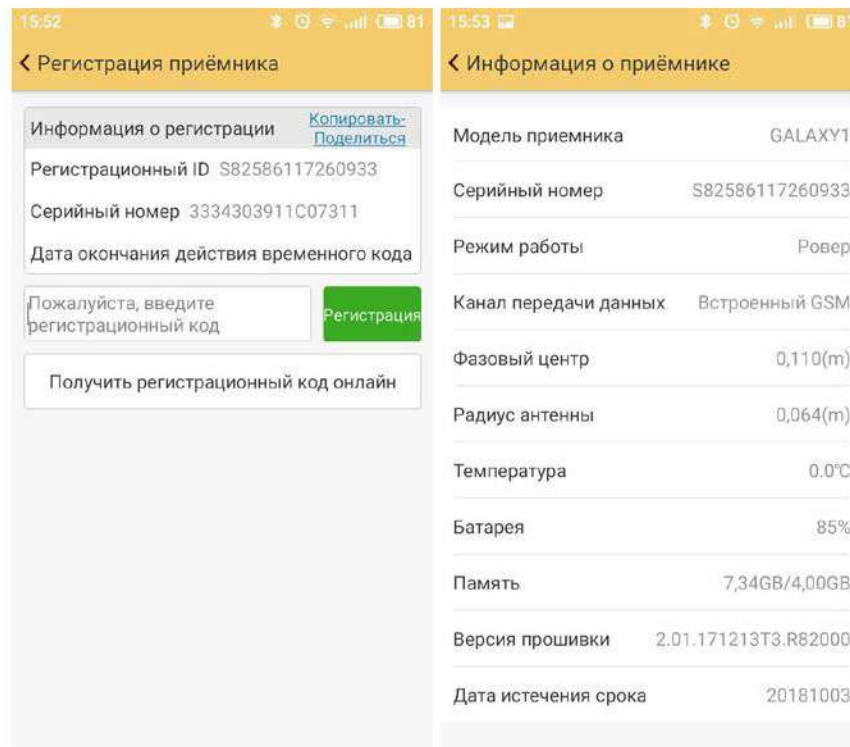 15:52
81
Регистрация приёмника
Информация о регистрации
Копировать-
Поделиться
Регистрационный ID S82586117260933
Серийный номер 3334303911C07311
Дата окончания действия временного кода
Пожалуйста, введите
регистрационный код
Регистрация
Получить регистрационный код онлайн
15:53
81
Информация о приёмнике
Модель приемника GALAXY1
Серийный номер S82586117260933
Режим работы Ровер
Канал передачи данных Встроенный GSM
Фазовый центр 0,110(m)
Радиус антенны 0,064(m)
Температура 0.0°C
Батарея 85%
Память 7,34GB/4,00GB
Версия прошивки 2.01.171213T3.R82000
Дата истечения срока 20181003